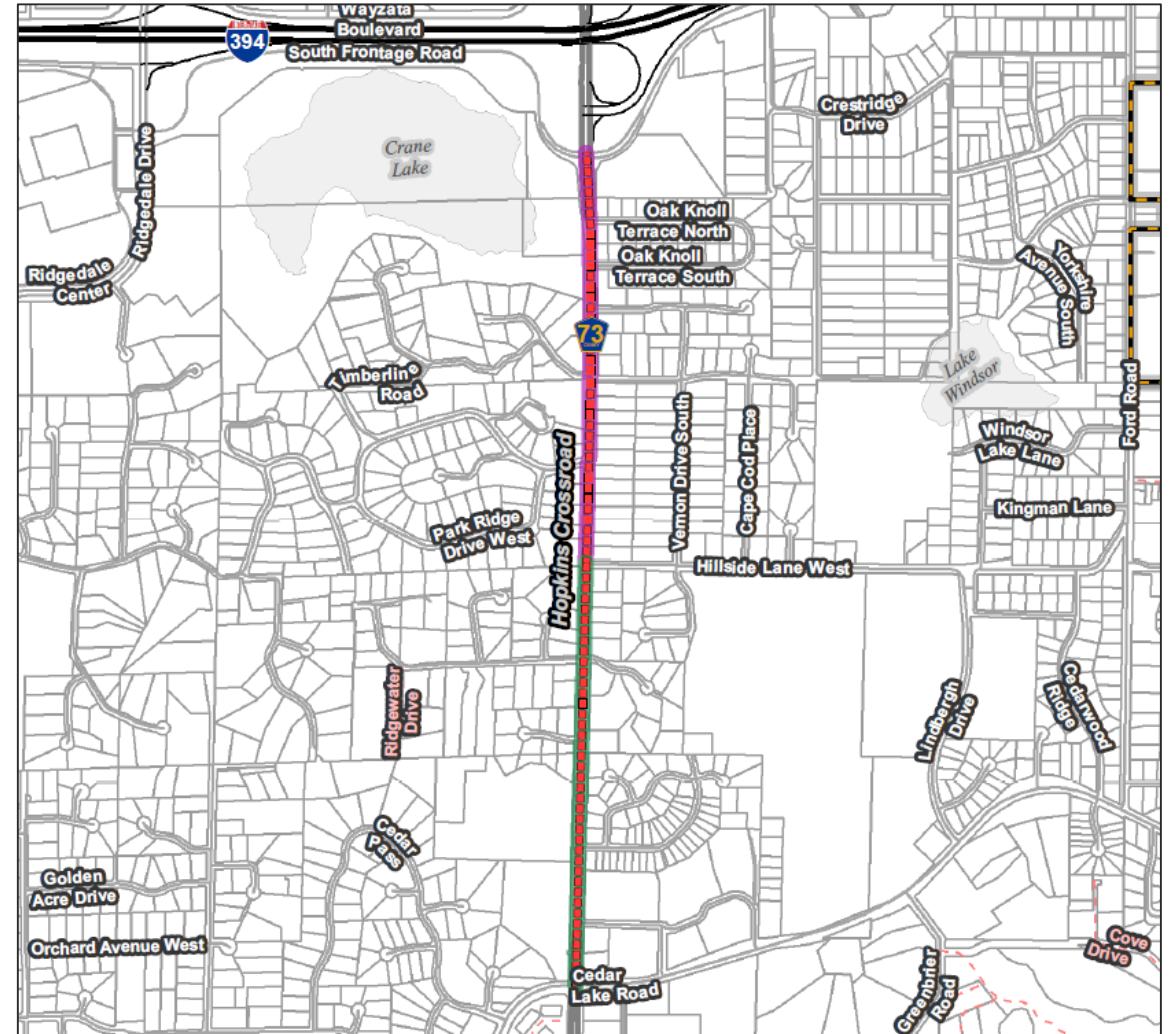 Wayzata
Boulevard
South Frontage Road
394
Crestridge
Drive
Crane
Lake
Ridgedale Drive
Oak Knoll
Terrace North
Oak Knoll
Terrace South
Ridgedale
Center
Yorkshire
Avenue South
73
Timberline
Road
Lake
Windsor
Ford Road
Vernon Drive South
Cape Cod Place
Windsor
Lake Lane
Hopkins Crossroad
Kingman Lane
Park Ridge
Drive West
Hillside Lane West
Ridgewater
Drive
Lindbergh
Drive
Cedarwood
Ridge
Cedar
Pass
Golden
Acre Drive
Orchard Avenue West
Cove
Drive
Cedar
Lake Road
Greenbrier
Road